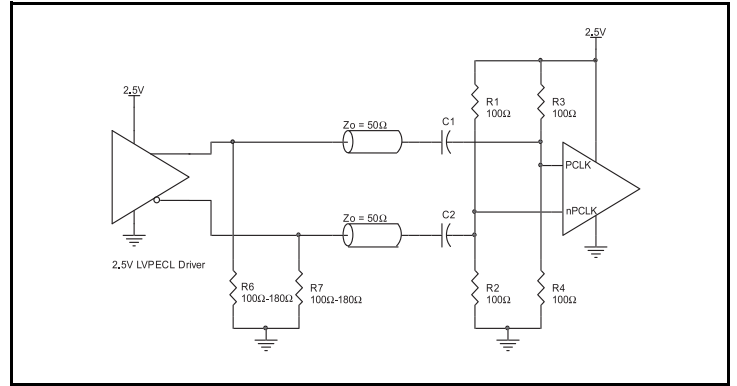 2.5V
2.5V
R1
100Ω
R3
100Ω
C1
Zo = 50Ω
PCLK
nPCLK
C2
Zo = 50Ω
2.5V LVPECL Driver
R6
100Ω-180Ω
R7
100Ω-180Ω
R2
100Ω
R4
100Ω